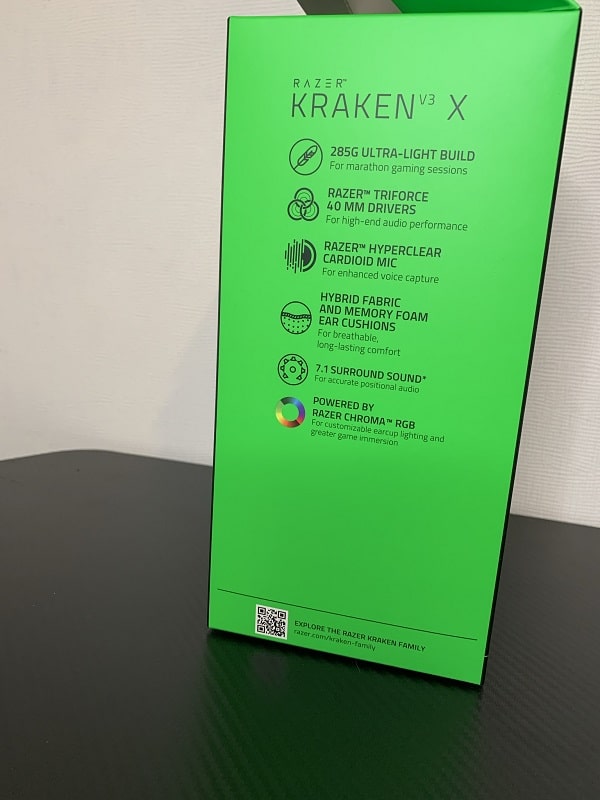 RAZER™
KRAKEN V3 X
285G ULTRA-LIGHT BUILD
For marathon gaming sessions
RAZER™ TRIFORCE
40 MM DRIVERS
For high-end audio performance
RAZER™ HYPERCLEAR
CARDIOID MIC
For enhanced voice capture
HYBRID FABRIC
AND MEMORY FOAM
EAR CUSHIONS
For breathable,
long-lasting comfort
7.1 SURROUND SOUND*
For accurate positional audio
POWERED BY
RAZER CHROMA™ RGB
For customizable earcup lighting and
greater game immersion
EXPLORE THE RAZER KRAKEN FAMILY
razer.com/kraken-family